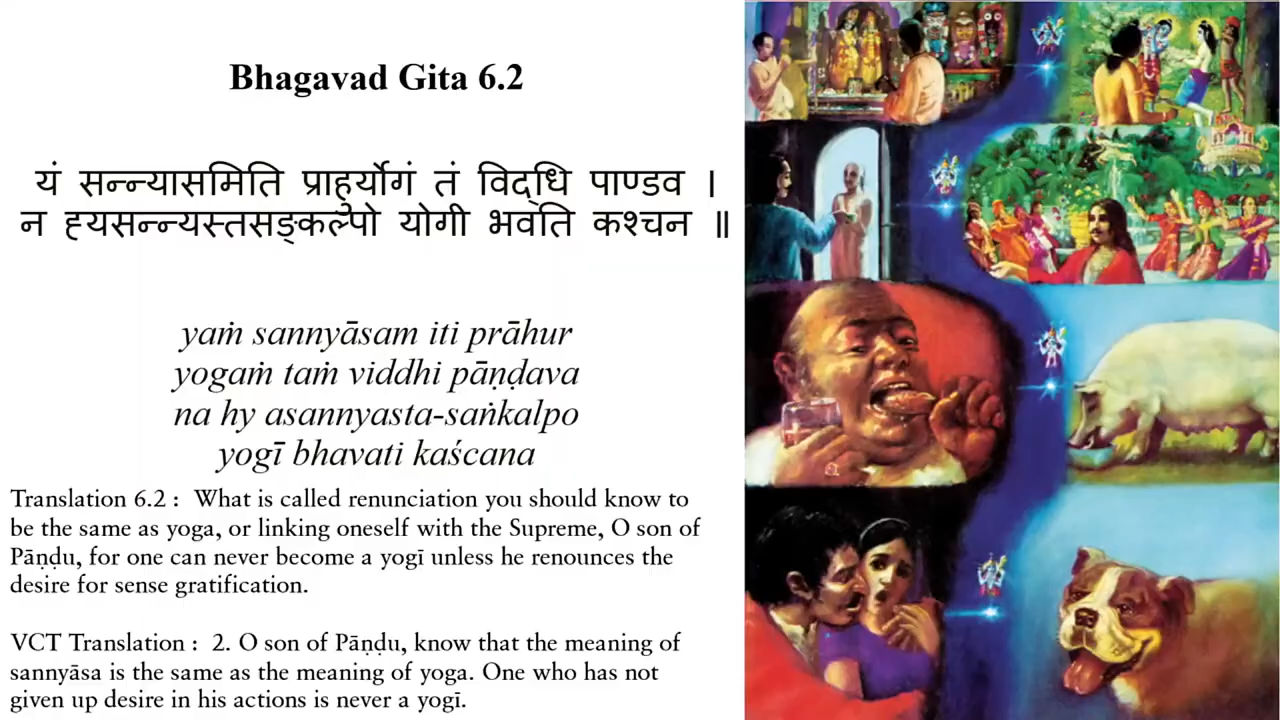 Bhagavad Gita 6.2
यं सन्न्यासमिति प्राहुर्योगं तं विद्धि पाण्डव ।
न ह्यसन्न्यस्तसङ्कल्पो योगी भवति कश्चन ॥
yaṁ sannyāsam iti prāhur
yogaṁ taṁ viddhi pāṇḍava
na hy asannyasta-saṅkalpo
yogī bhavati kaścana
Translation 6.2 : What is called renunciation you should know to
be the same as yoga, or linking oneself with the Supreme, O son of
Pāṇḍu, for one can never become a yogī unless he renounces the
desire for sense gratification.
VCT Translation : 2. O son of Pāṇḍu, know that the meaning of
sannyāsa is the same as the meaning of yoga. One who has not
given up desire in his actions is never a yogī.